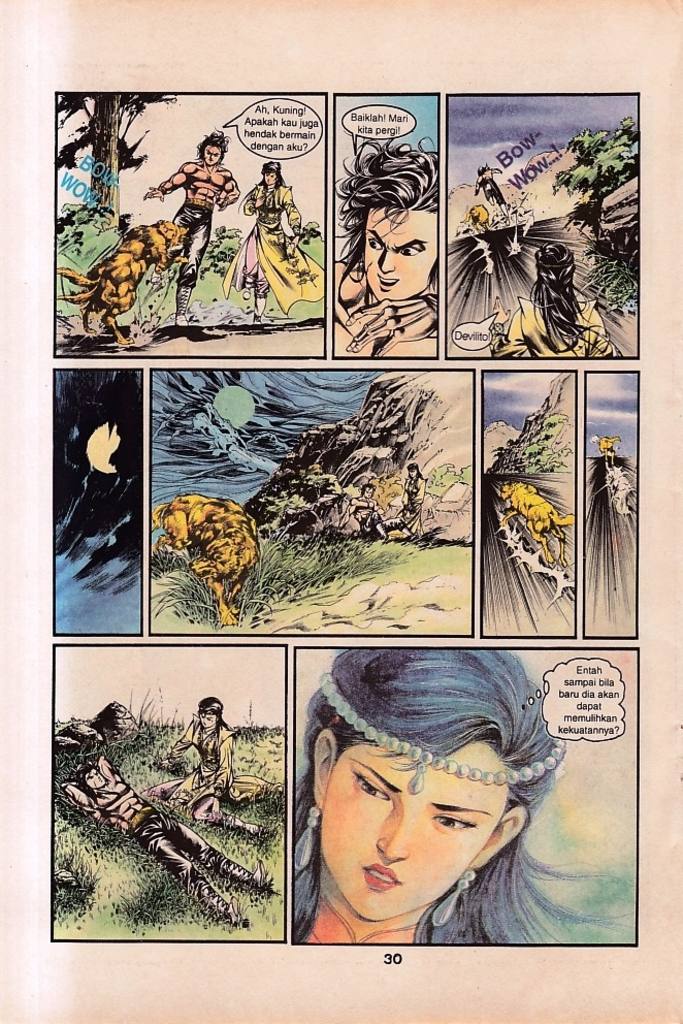 Ah, Kuning!
Apakah kau juga
hendak bermain
dengan aku?
BOW-
WOW..!
Baiklah! Mari
kita pergi!
BOW-
WOW..!
Devilito!
Entah
sampai bila
baru dia akan
dapat
memulihkan
kekuatannya?
30